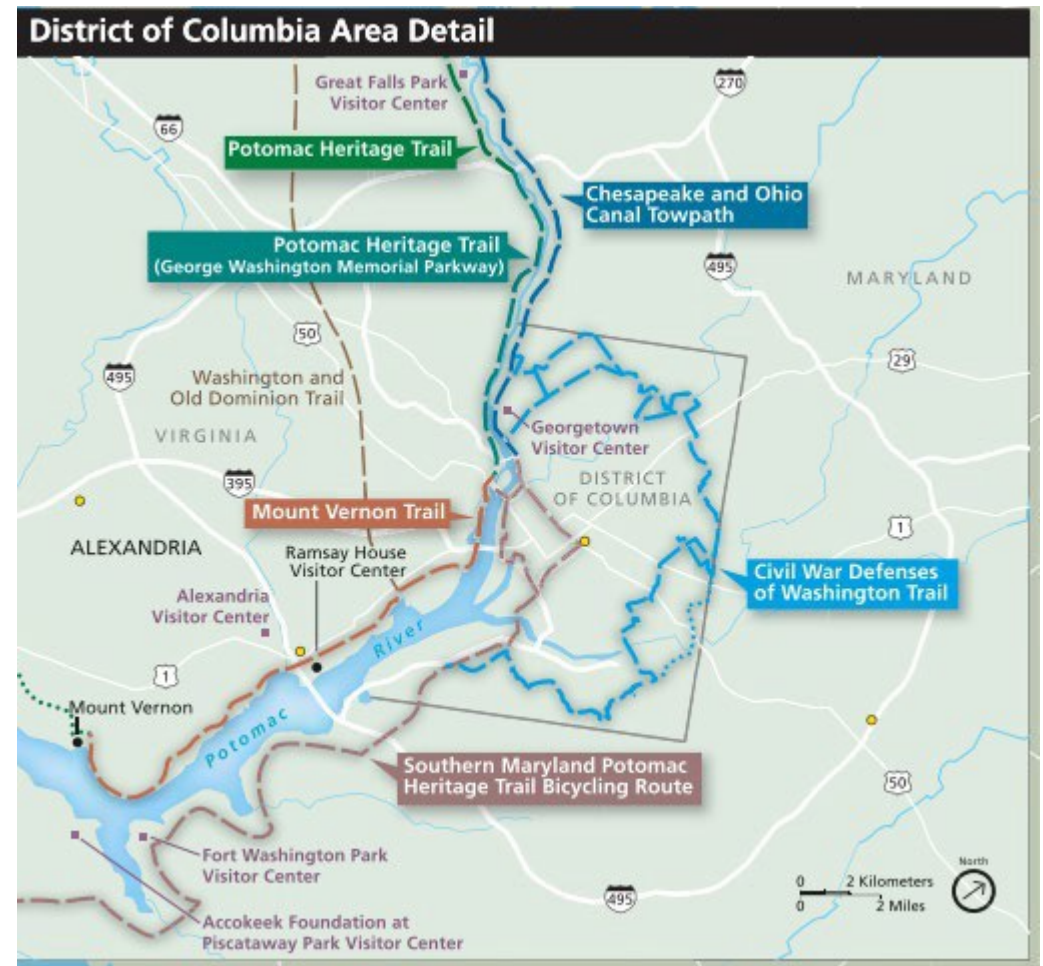 District of Columbia Area Detail
Great Falls Park
Visitor Center
270
66
Potomac Heritage Trail
Chesapeake and Ohio
Canal Towpath
Potomac Heritage Trail
(George Washington Memorial Parkway)
495
MARYLAND
50
29
495
Washington and
Old Dominion Trail
VIRGINIA
Georgetown
Visitor Center
395
DISTRICT
OF COLUMBIA
Mount Vernon Trail
1
ALEXANDRIA
Ramsay House
Visitor Center
Civil War Defenses
of Washington Trail
Alexandria
Visitor Center
River
1
Mount Vernon
Potomac
Southern Maryland Potomac
Heritage Trail Bicycling Route
50
Fort Washington Park
Visitor Center
North
0 2 Kilometers
0 2 Miles
495
Accokeek Foundation at
Piscataway Park Visitor Center